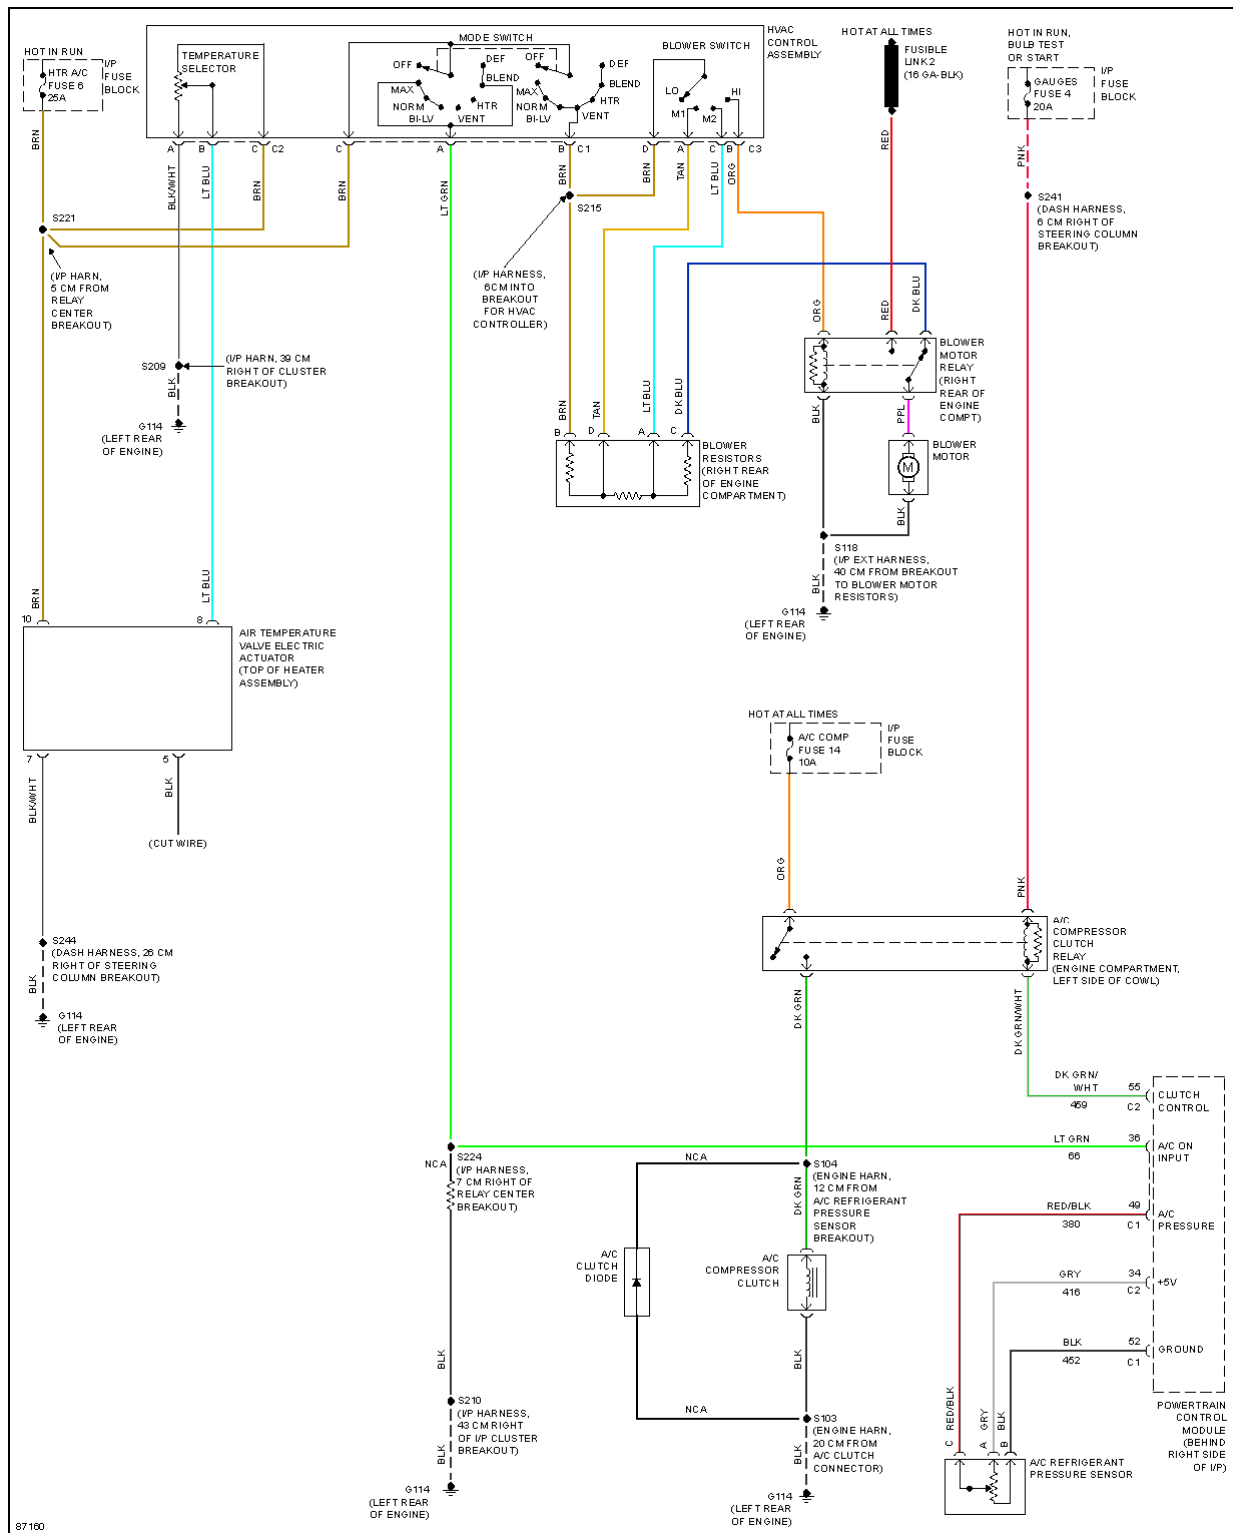 HOT IN RUN
HTR A/C
FUSE 6
25A
I/P
FUSE
BLOCK
BRN
TEMPERATURE
SELECTOR
MODE SWITCH
OFF
DEF
BLEND
MAX
NORM
BI-LV
HTR
VENT
OFF
DEF
BLEND
MAX
NORM
BI-LV
HTR
VENT
BLOWER SWITCH
LO
HI
M1
M2
HVAC
CONTROL
ASSEMBLY
HOT AT ALL TIMES
FUSIBLE
LINK 2
(16 GA-BLK)
HOT IN RUN,
BULB TEST
OR START
GAUGES
FUSE 4
20A
I/P
FUSE
BLOCK
A
B
C
C2
C
A
B
C1
D
A
C
B
C3
BLK/WHT
LT BLU
BRN
BRN
LT GRN
BRN
BRN
TAN
LT BLU
ORG
RED
PNK
S221
(I/P HARN,
5 CM FROM
RELAY
CENTER
BREAKOUT)
S215
(I/P HARNESS,
6CM INTO
BREAKOUT
FOR HVAC
CONTROLLER)
S241
(DASH HARNESS,
6 CM RIGHT OF
STEERING COLUMN
BREAKOUT)
S209
(I/P HARN, 39 CM
RIGHT OF CLUSTER
BREAKOUT)
BLK
G114
(LEFT REAR
OF ENGINE)
ORG
RED
DK BLU
BLOWER
MOTOR
RELAY
(RIGHT
REAR OF
ENGINE
COMPT)
BRN
TAN
LT BLU
DK BLU
B
D
A
C
BLOWER
RESISTORS
(RIGHT REAR
OF ENGINE
COMPARTMENT)
BLK
PPL
BLOWER
MOTOR
M
BLK
S118
(I/P EXT HARNESS,
40 CM FROM BREAKOUT
TO BLOWER MOTOR
RESISTORS)
BLK
G114
(LEFT REAR
OF ENGINE)
BRN
LT BLU
10
8
AIR TEMPERATURE
VALVE ELECTRIC
ACTUATOR
(TOP OF HEATER
ASSEMBLY)
7
5
BLK/WHT
BLK
(CUT WIRE)
HOT AT ALL TIMES
A/C COMP
FUSE 14
10A
I/P
FUSE
BLOCK
ORG
PNK
S244
(DASH HARNESS, 26 CM
RIGHT OF STEERING
COLUMN BREAKOUT)
BLK
G114
(LEFT REAR
OF ENGINE)
A/C
COMPRESSOR
CLUTCH
RELAY
(ENGINE COMPARTMENT,
LEFT SIDE OF COWL)
DK GRN
DK GRN/WHT
DK GRN/
WHT
459
55
C2
CLUTCH
CONTROL
LT GRN
66
36
A/C ON
INPUT
RED/BLK
380
49
C1
A/C
PRESSURE
GRY
416
34
C2
+5V
BLK
452
52
C1
GROUND
POWERTRAIN
CONTROL
MODULE
(BEHIND
RIGHT SIDE
OF I/P)
NCA
S224
(I/P HARNESS,
7 CM RIGHT OF
RELAY CENTER
BREAKOUT)
NCA
S104
(ENGINE HARN,
12 CM FROM
A/C REFRIGERANT
PRESSURE
SENSOR
BREAKOUT)
DK GRN
A/C
CLUTCH
DIODE
A/C
COMPRESSOR
CLUTCH
BLK
BLK
S210
(I/P HARNESS,
43 CM RIGHT
OF I/P CLUSTER
BREAKOUT)
BLK
G114
(LEFT REAR
OF ENGINE)
NCA
S103
(ENGINE HARN,
20 CM FROM
A/C CLUTCH
CONNECTOR)
BLK
G114
(LEFT REAR
OF ENGINE)
RED/BLK
GRY
BLK
C
A
B
A/C REFRIGERANT
PRESSURE SENSOR
87160